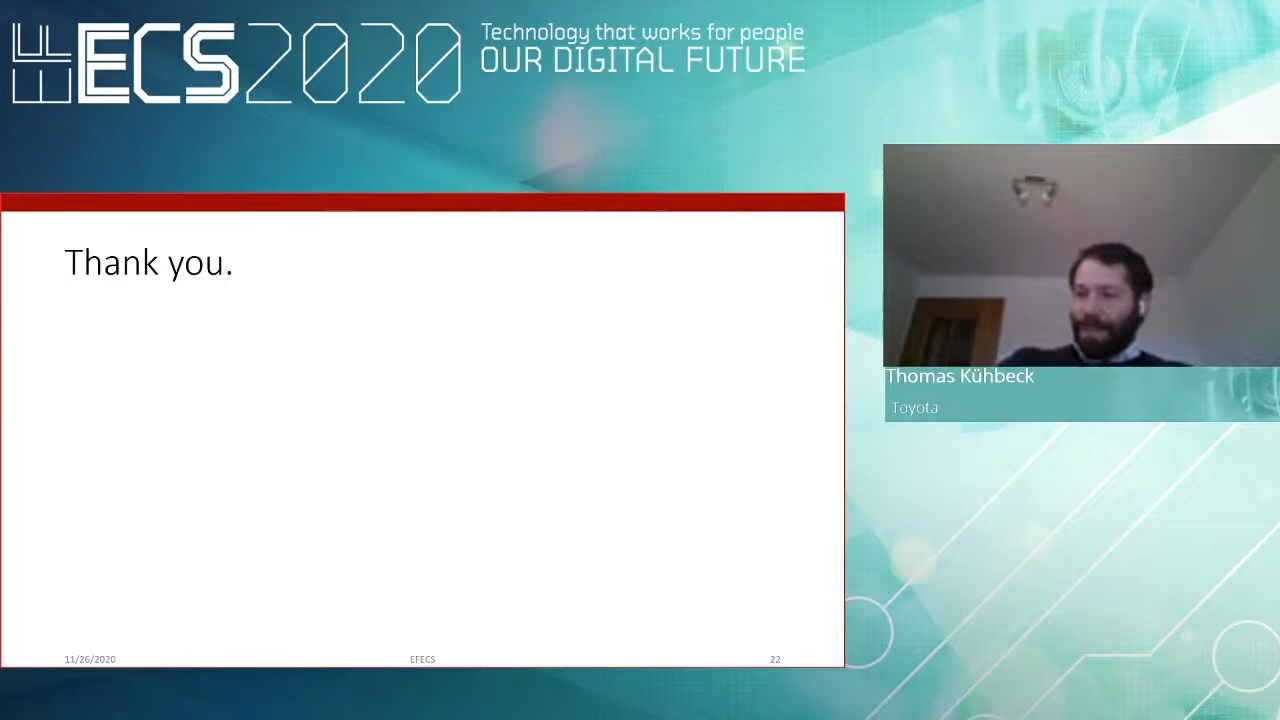 EFECS2020
Technology that works for people
OUR DIGITAL FUTURE
Thank you.
11/26/2020
EFECS
22
Thomas Kühbeck
Toyota